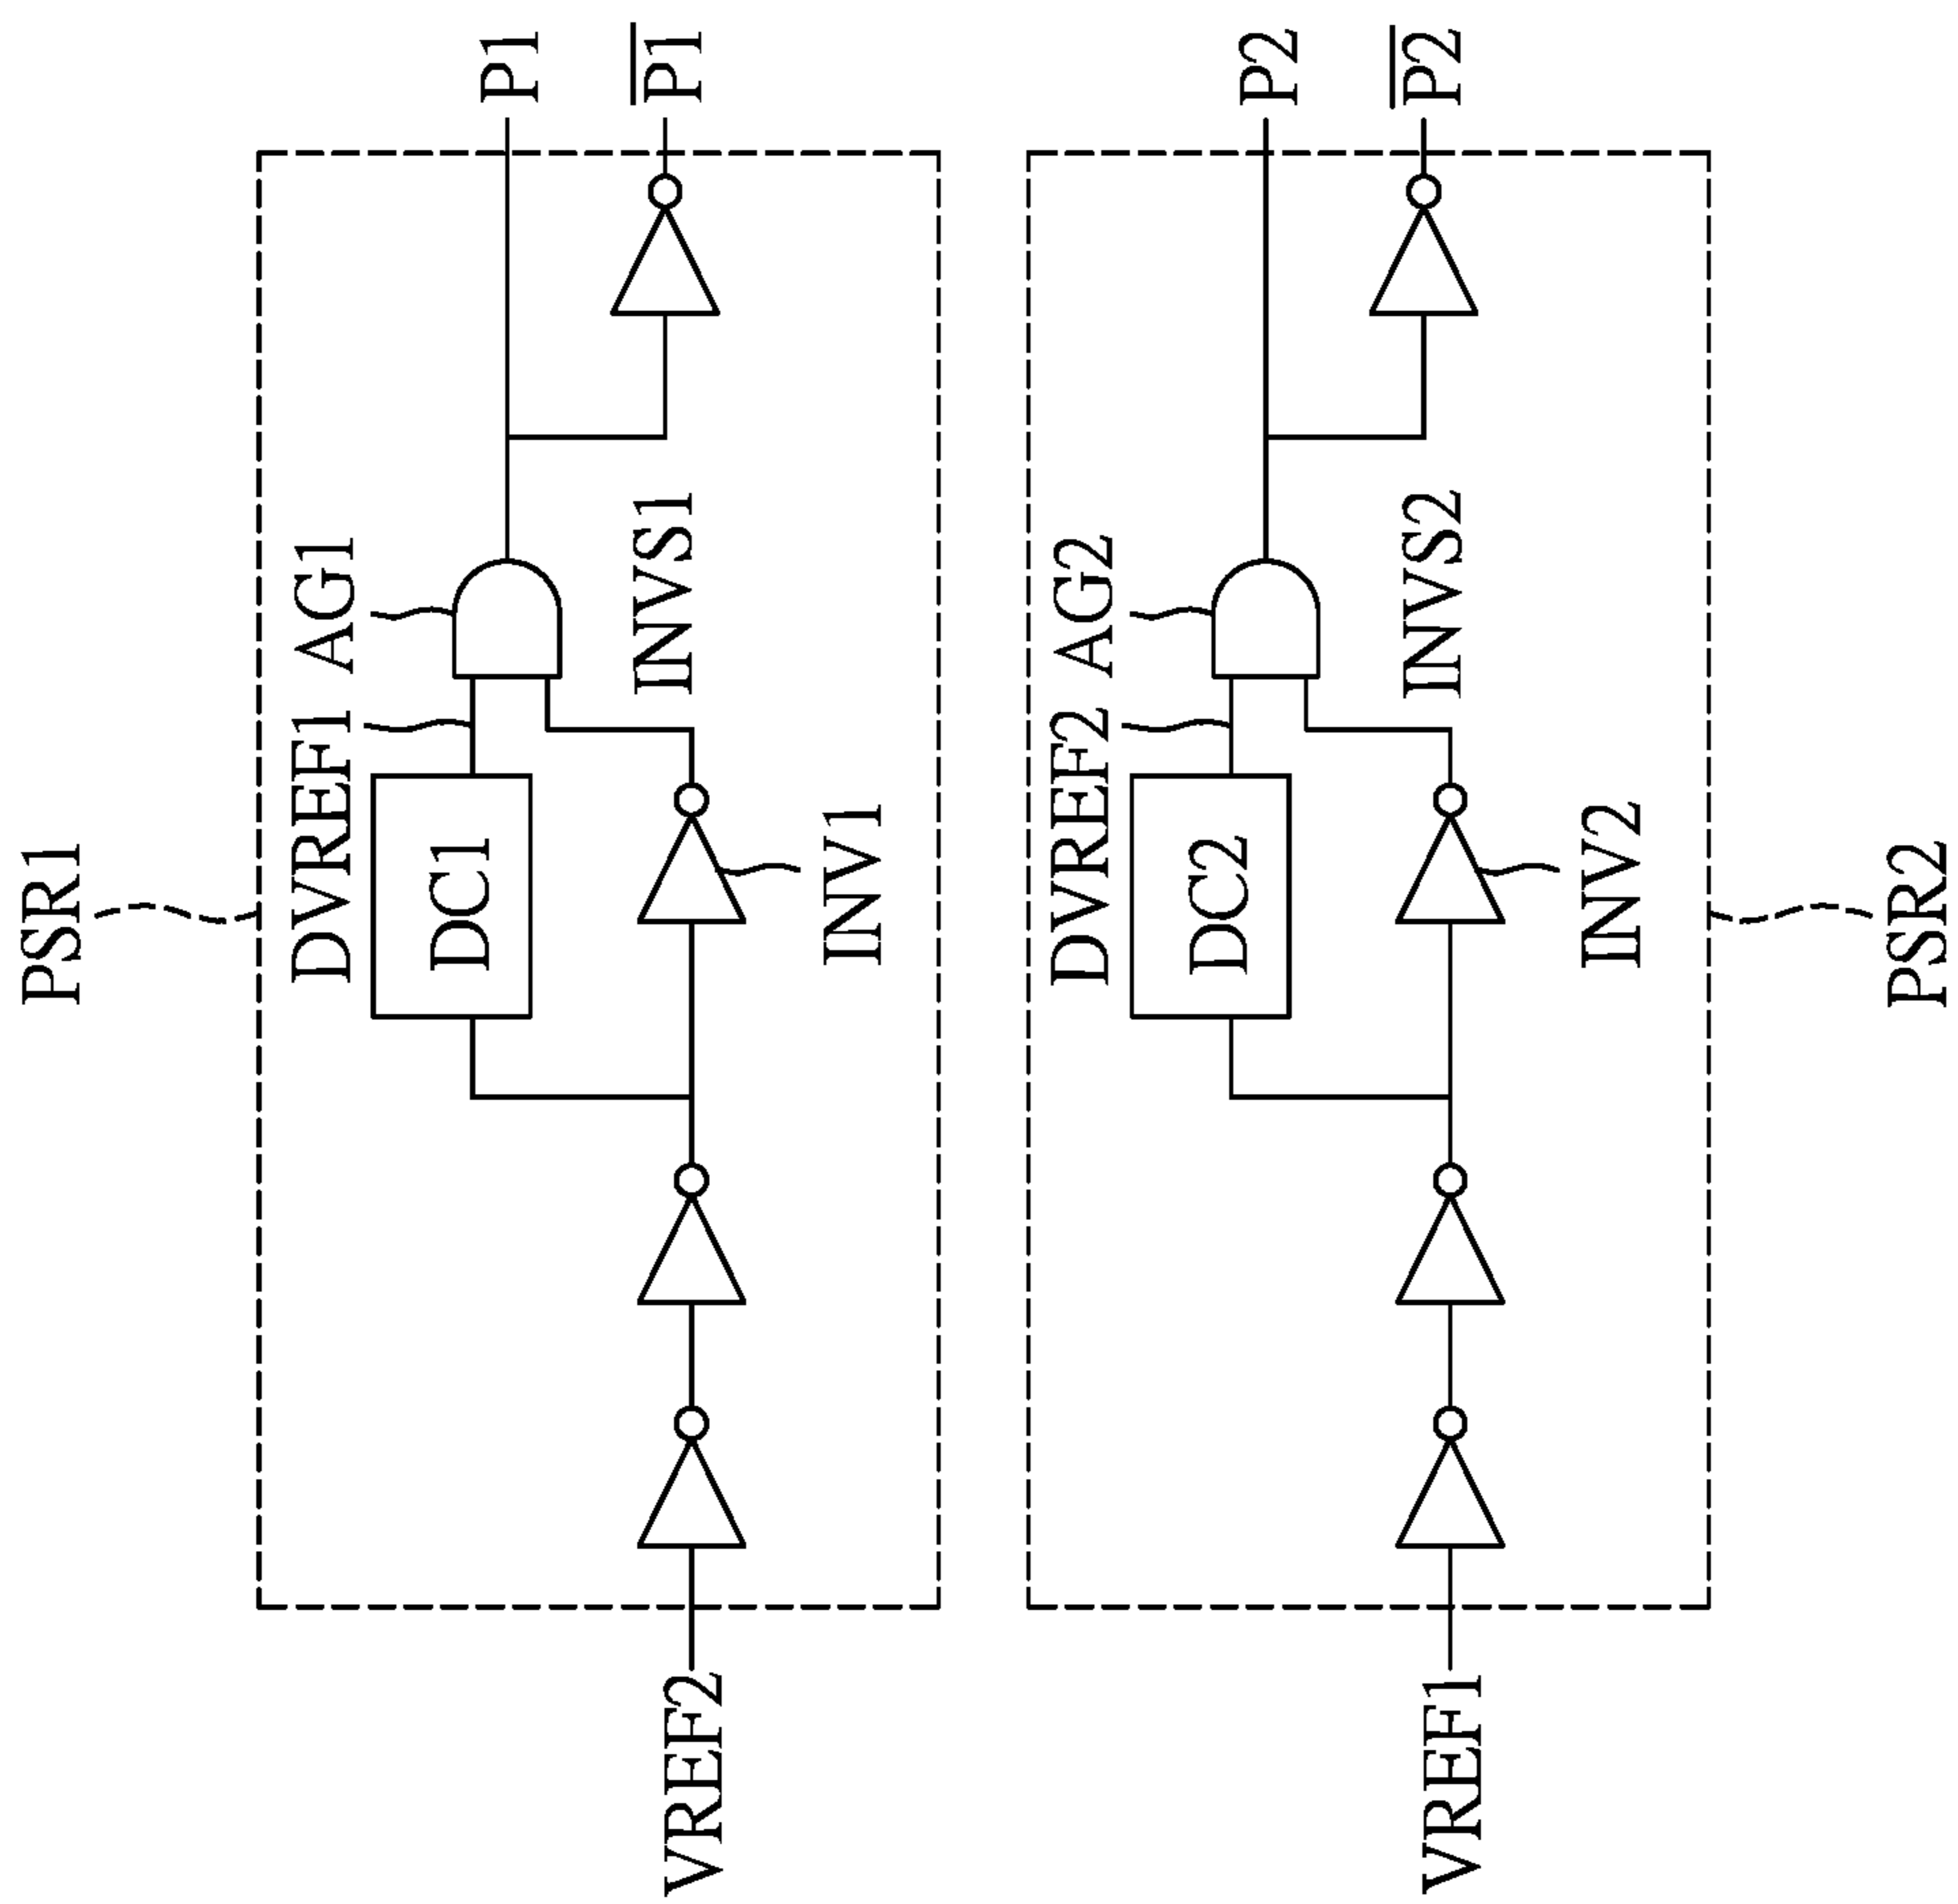 PSR1
VREF2
DC1
DVREF1
AG1
INV1
INVS1
P1
P̅1̅
VREF1
DC2
DVREF2
AG2
INV2
INVS2
P2
P̅2̅
PSR2